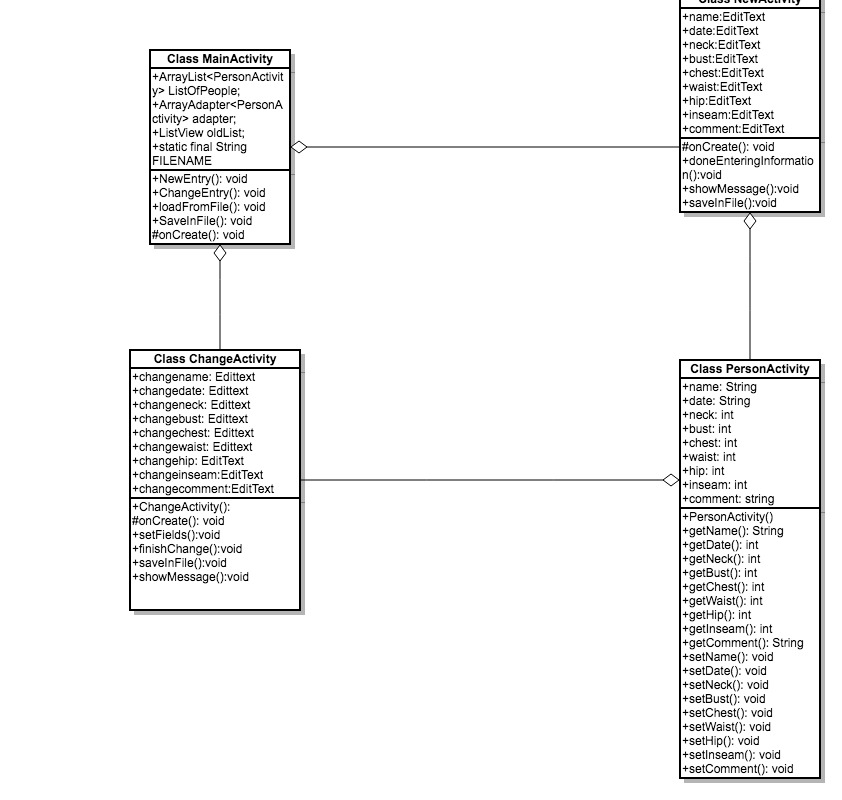 Class MainActivity
+ArrayList<PersonActivit
y> ListOfPeople;
+ArrayAdapter<PersonA
ctivity> adapter;
+ListView oldList;
+static final String
FILENAME
+NewEntry(): void
+ChangeEntry(): void
+loadFromFile(): void
+SaveInFile(): void
#onCreate(): void
Class NewActivity
+name:EditText
+date:EditText
+neck:EditText
+bust:EditText
+chest:EditText
+waist:EditText
+hip:EditText
+inseam:EditText
+comment:EditText
#onCreate(): void
+doneEnteringInformatio
n():void
+showMessage():void
+saveInFile():void
Class ChangeActivity
+changename: Edittext
+changedate: Edittext
+changeneck: Edittext
+changebust: Edittext
+changechest: Edittext
+changewaist: Edittext
+changehip: EditText
+changeinseam:EditText
+changecomment:EditText
+ChangeActivity():
#onCreate(): void
+setFields():void
+finishChange():void
+saveInFile():void
+showMessage():void
Class PersonActivity
+name: String
+date: String
+neck: int
+bust: int
+chest: int
+waist: int
+hip: int
+inseam: int
+comment: string
+PersonActivity()
+getName(): String
+getDate(): int
+getNeck(): int
+getBust(): int
+getChest(): int
+getWaist(): int
+getHip(): int
+getInseam(): int
+getComment(): String
+setName(): void
+setDate(): void
+setNeck(): void
+setBust(): void
+setChest(): void
+setWaist(): void
+setHip(): void
+setInseam(): void
+setComment(): void